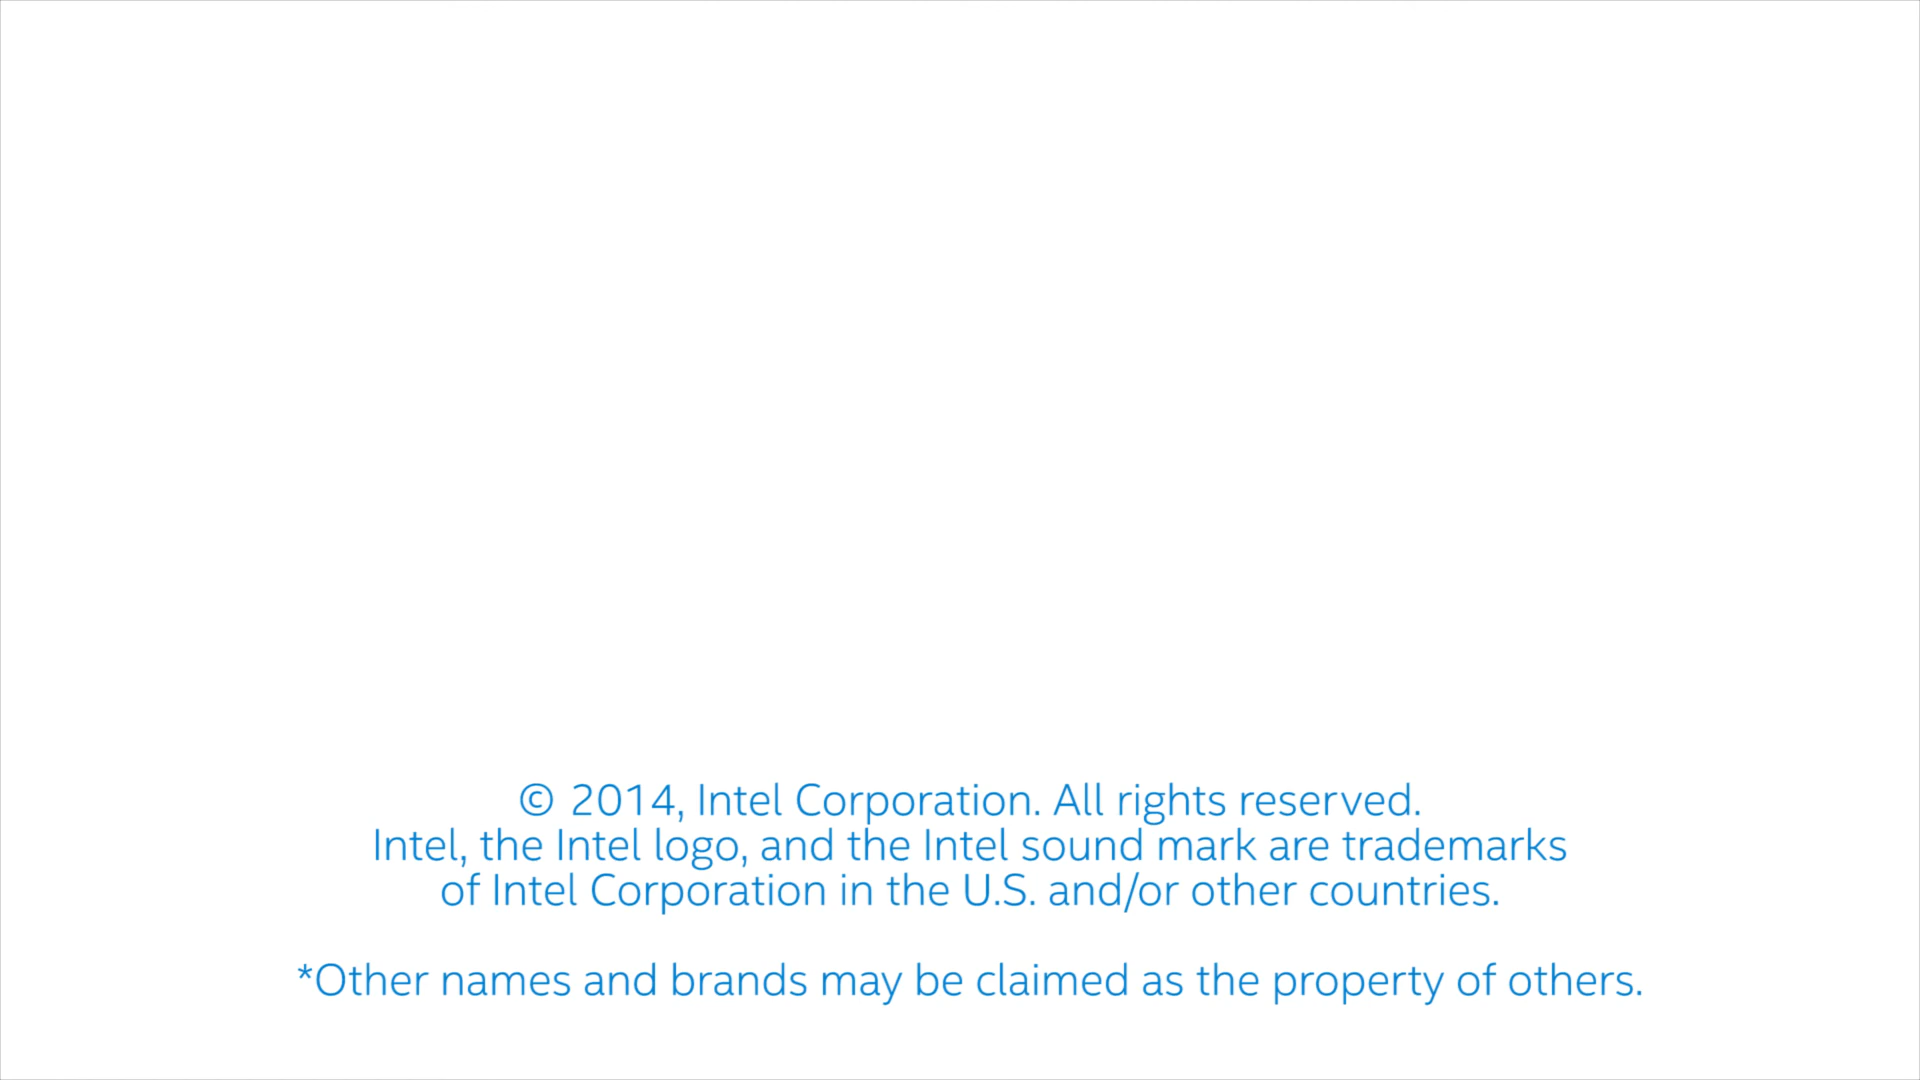 © 2014, Intel Corporation. All rights reserved.
Intel, the Intel logo, and the Intel sound mark are trademarks
of Intel Corporation in the U.S. and/or other countries.
*Other names and brands may be claimed as the property of others.